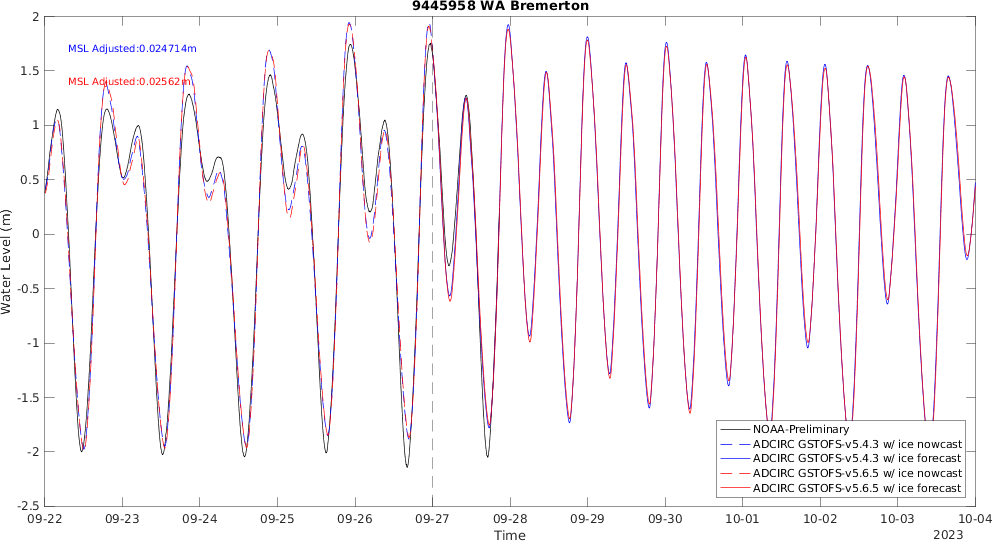 9445958 WA Bremerton
MSL Adjusted:0.024714m
MSL Adjusted:0.02562m
Water Level (m)
2
1.5
1
0.5
0
-0.5
-1
-1.5
-2
-2.5
NOAA-Preliminary
ADCIRC GSTOFS-v5.4.3 w/ ice nowcast
ADCIRC GSTOFS-v5.4.3 w/ ice forecast
ADCIRC GSTOFS-v5.6.5 w/ ice nowcast
ADCIRC GSTOFS-v5.6.5 w/ ice forecast
09-22 09-23 09-24 09-25 09-26 09-27 09-28 09-29 09-30 10-01 10-02 10-03 10-04
2023
Time